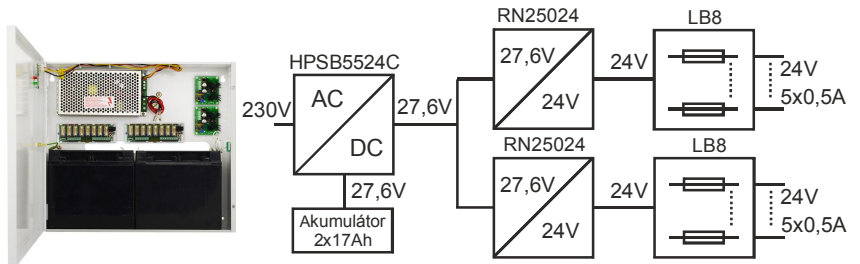 HPSB5524C
230V
AC
DC
27,6V
27,6V
Akumulátor
2x17Ah
RN25024
27,6V
24V
24V
LB8
24V
5x0,5A
RN25024
27,6V
24V
24V
LB8
24V
5x0,5A